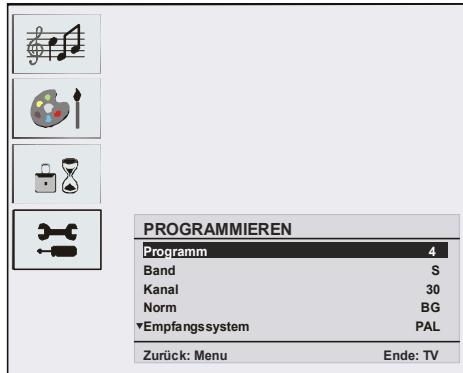 PROGRAMMIEREN
Programm 4
Band S
Kanal 30
Norm BG
▾Empfangssystem PAL
Zurück: Menu Ende: TV